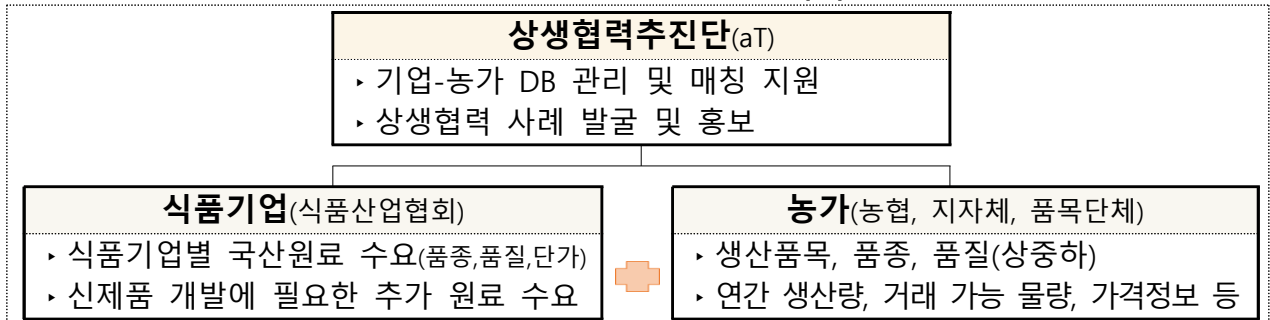 상생협력추진단(aT)
‣ 기업-농가 DB 관리 및 매칭 지원
‣ 상생협력 사례 발굴 및 홍보
식품기업(식품산업협회)
‣ 식품기업별 국산원료 수요(품종,품질,단가)
‣ 신제품 개발에 필요한 추가 원료 수요
농가(농협, 지자체, 품목단체)
‣ 생산품목, 품종, 품질(상중하)
‣ 연간 생산량, 거래 가능 물량, 가격정보 등